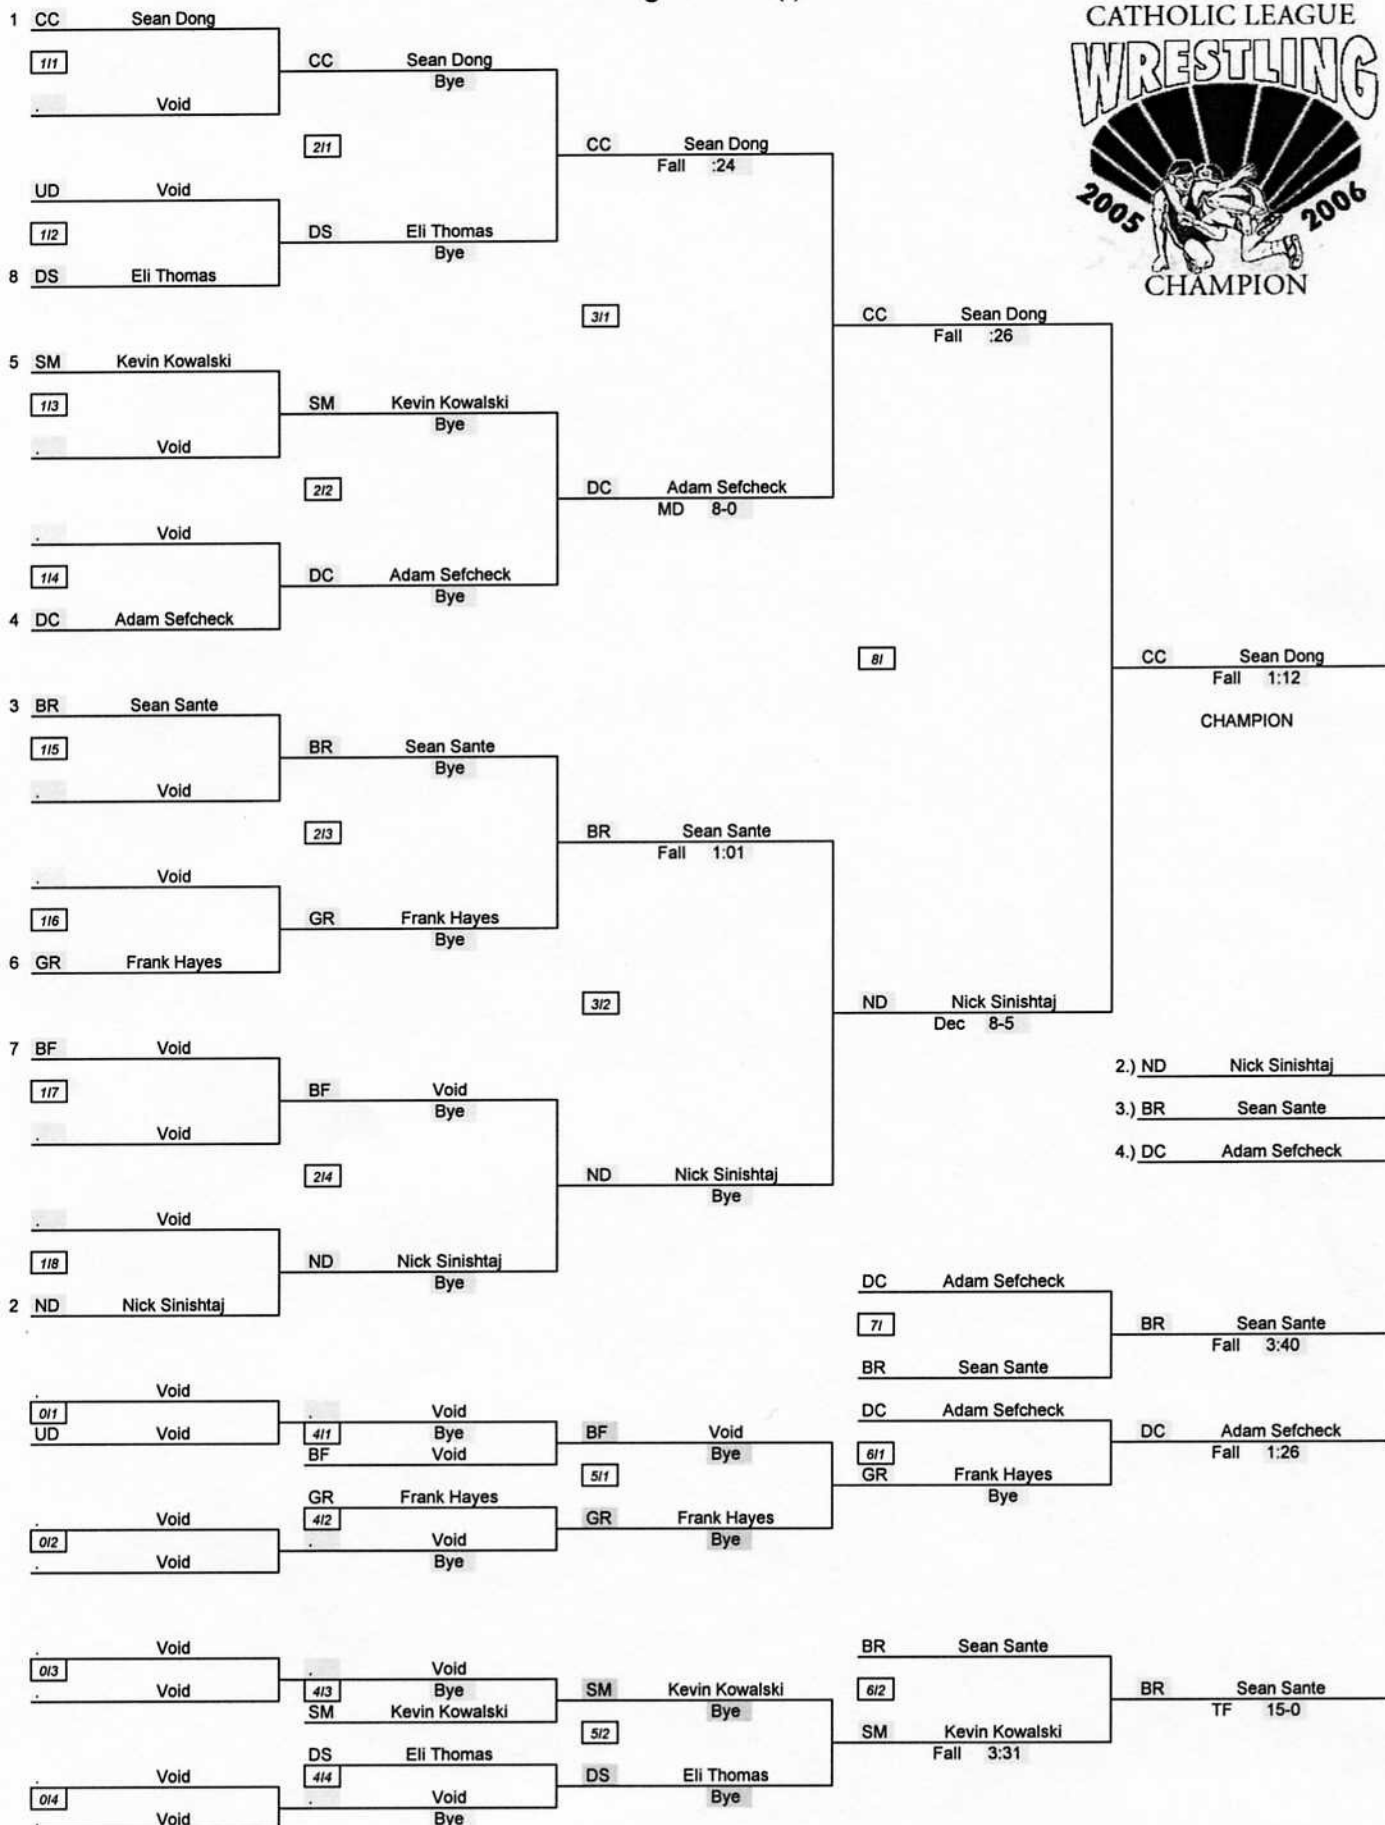 CATHOLIC LEAGUE
WRESTLING
2005 2006
CHAMPION
1 CC Sean Dong
1/1
. Void
CC Sean Dong
Bye
2/1
UD Void
1/2
8 DS Eli Thomas
DS Eli Thomas
Bye
CC Sean Dong
Fall :24
3/1
5 SM Kevin Kowalski
1/3
. Void
SM Kevin Kowalski
Bye
2/2
. Void
1/4
4 DC Adam Sefcheck
DC Adam Sefcheck
Bye
DC Adam Sefcheck
MD 8-0
CC Sean Dong
Fall :26
8/
CC Sean Dong
Fall 1:12
CHAMPION
3 BR Sean Sante
1/5
. Void
BR Sean Sante
Bye
2/3
. Void
1/6
6 GR Frank Hayes
GR Frank Hayes
Bye
BR Sean Sante
Fall 1:01
3/2
7 BF Void
1/7
. Void
BF Void
Bye
2/4
. Void
1/8
2 ND Nick Sinishtaj
ND Nick Sinishtaj
Bye
ND Nick Sinishtaj
Bye
ND Nick Sinishtaj
Dec 8-5
2.) ND Nick Sinishtaj
3.) BR Sean Sante
4.) DC Adam Sefcheck
DC Adam Sefcheck
7/
BR Sean Sante
BR Sean Sante
Fall 3:40
. Void
0/1
UD Void
. Void
4/1 Bye
BF Void
BF Void
Bye
5/1
. Void
0/2
. Void
GR Frank Hayes
4/2
. Void
Bye
GR Frank Hayes
Bye
DC Adam Sefcheck
6/1
GR Frank Hayes
Bye
DC Adam Sefcheck
Fall 1:26
. Void
0/3
. Void
. Void
4/3 Bye
SM Kevin Kowalski
SM Kevin Kowalski
Bye
5/2
. Void
0/4
. Void
DS Eli Thomas
4/4
. Void
Bye
DS Eli Thomas
Bye
BR Sean Sante
6/2
SM Kevin Kowalski
Fall 3:31
BR Sean Sante
TF 15-0